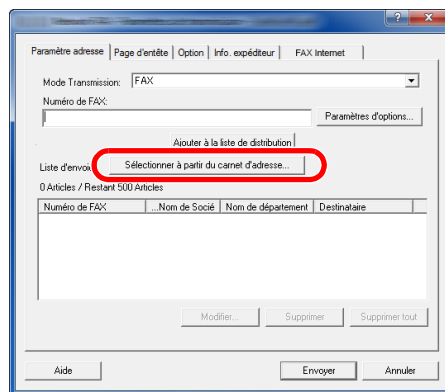 Paramètre adresse Page d'entête Option Info. expéditeur FAX Internet
Mode Transmission: FAX
Numéro de FAX:
Paramètres d'options...
Ajouter à la liste de distribution
Liste d'envoi Sélectionner à partir du carnet d'adresse...
0 Articles / Restant 500 Articles
Numéro de FAX ...Nom de Socié Nom de département Destinataire
Modifier... Supprimer Supprimer tout
Aide Envoyer Annuler